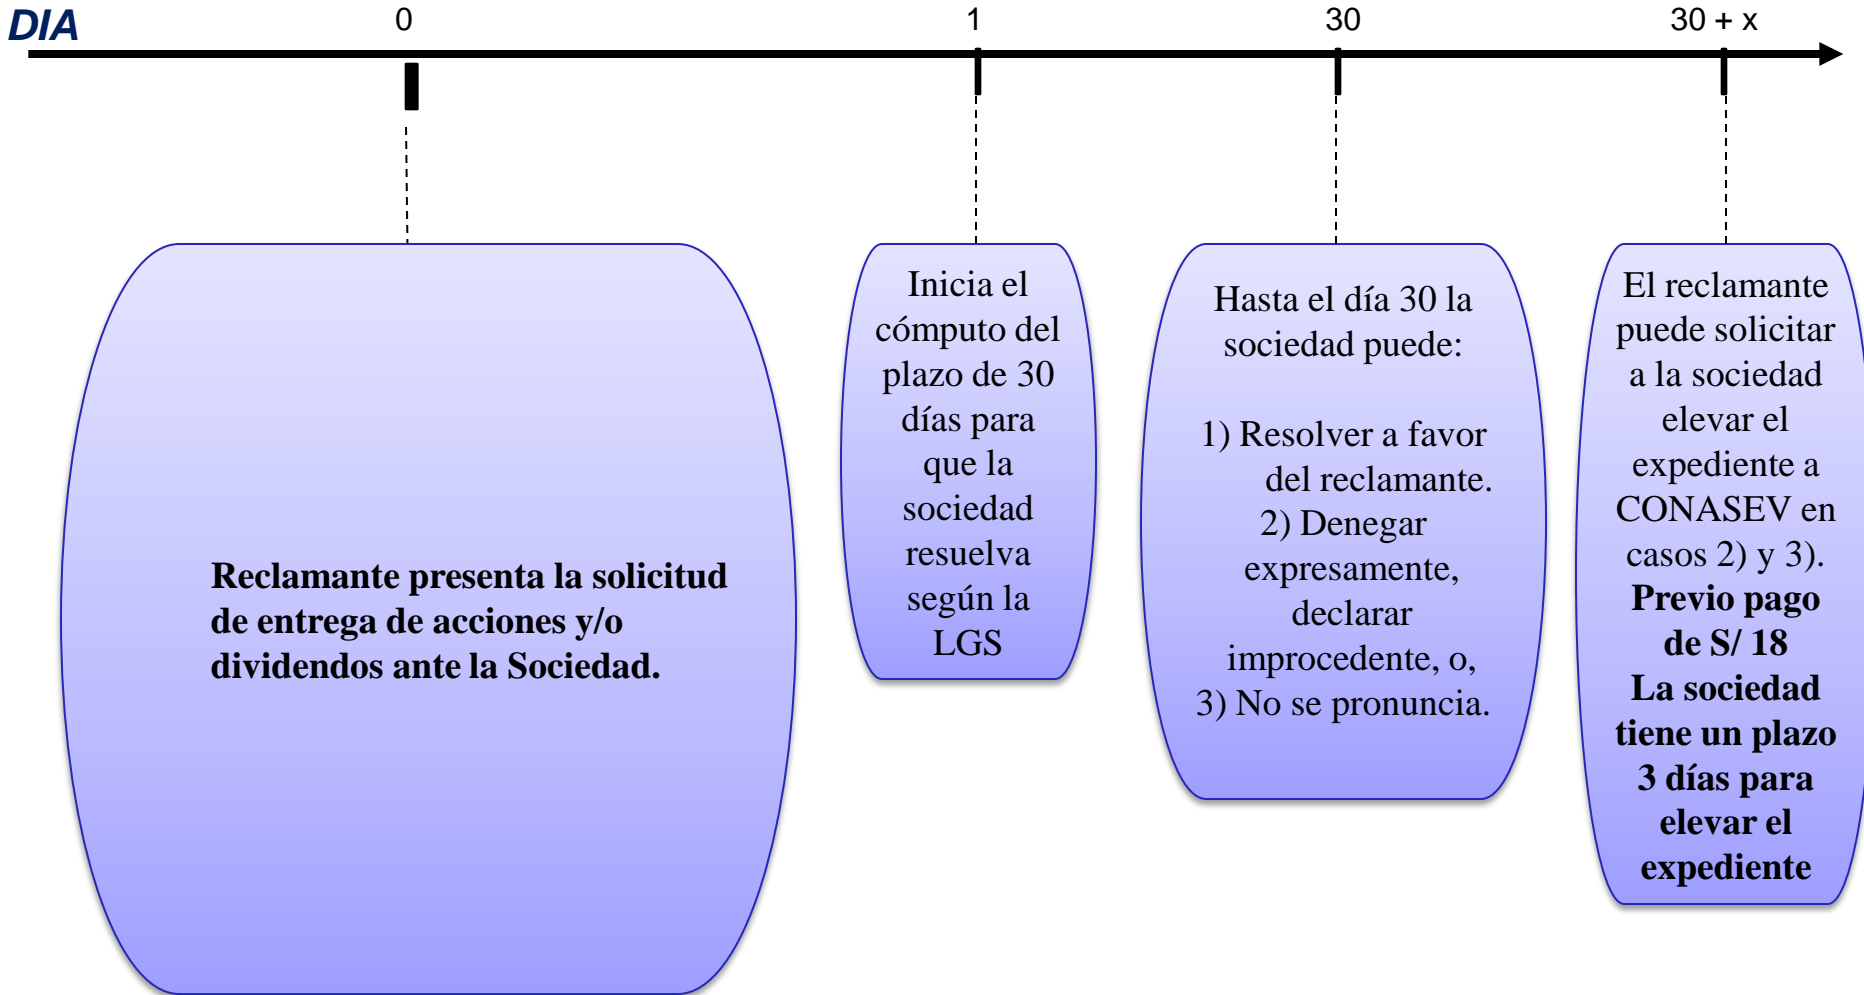 DIA
0
1
30
30 + x
Reclamante presenta la solicitud
de entrega de acciones y/o
dividendos ante la Sociedad.
Inicia el
cómputo del
plazo de 30
días para
que la
sociedad
resuelva
según la
LGS
Hasta el día 30 la
sociedad puede:
1) Resolver a favor
del reclamante.
2) Denegar
expresamente,
declarar
improcedente, o,
3) No se pronuncia.
El reclamante
puede solicitar
a la sociedad
elevar el
expediente a
CONASEV en
casos 2) y 3).
Previo pago
de S/ 18
La sociedad
tiene un plazo
3 días para
elevar el
expediente